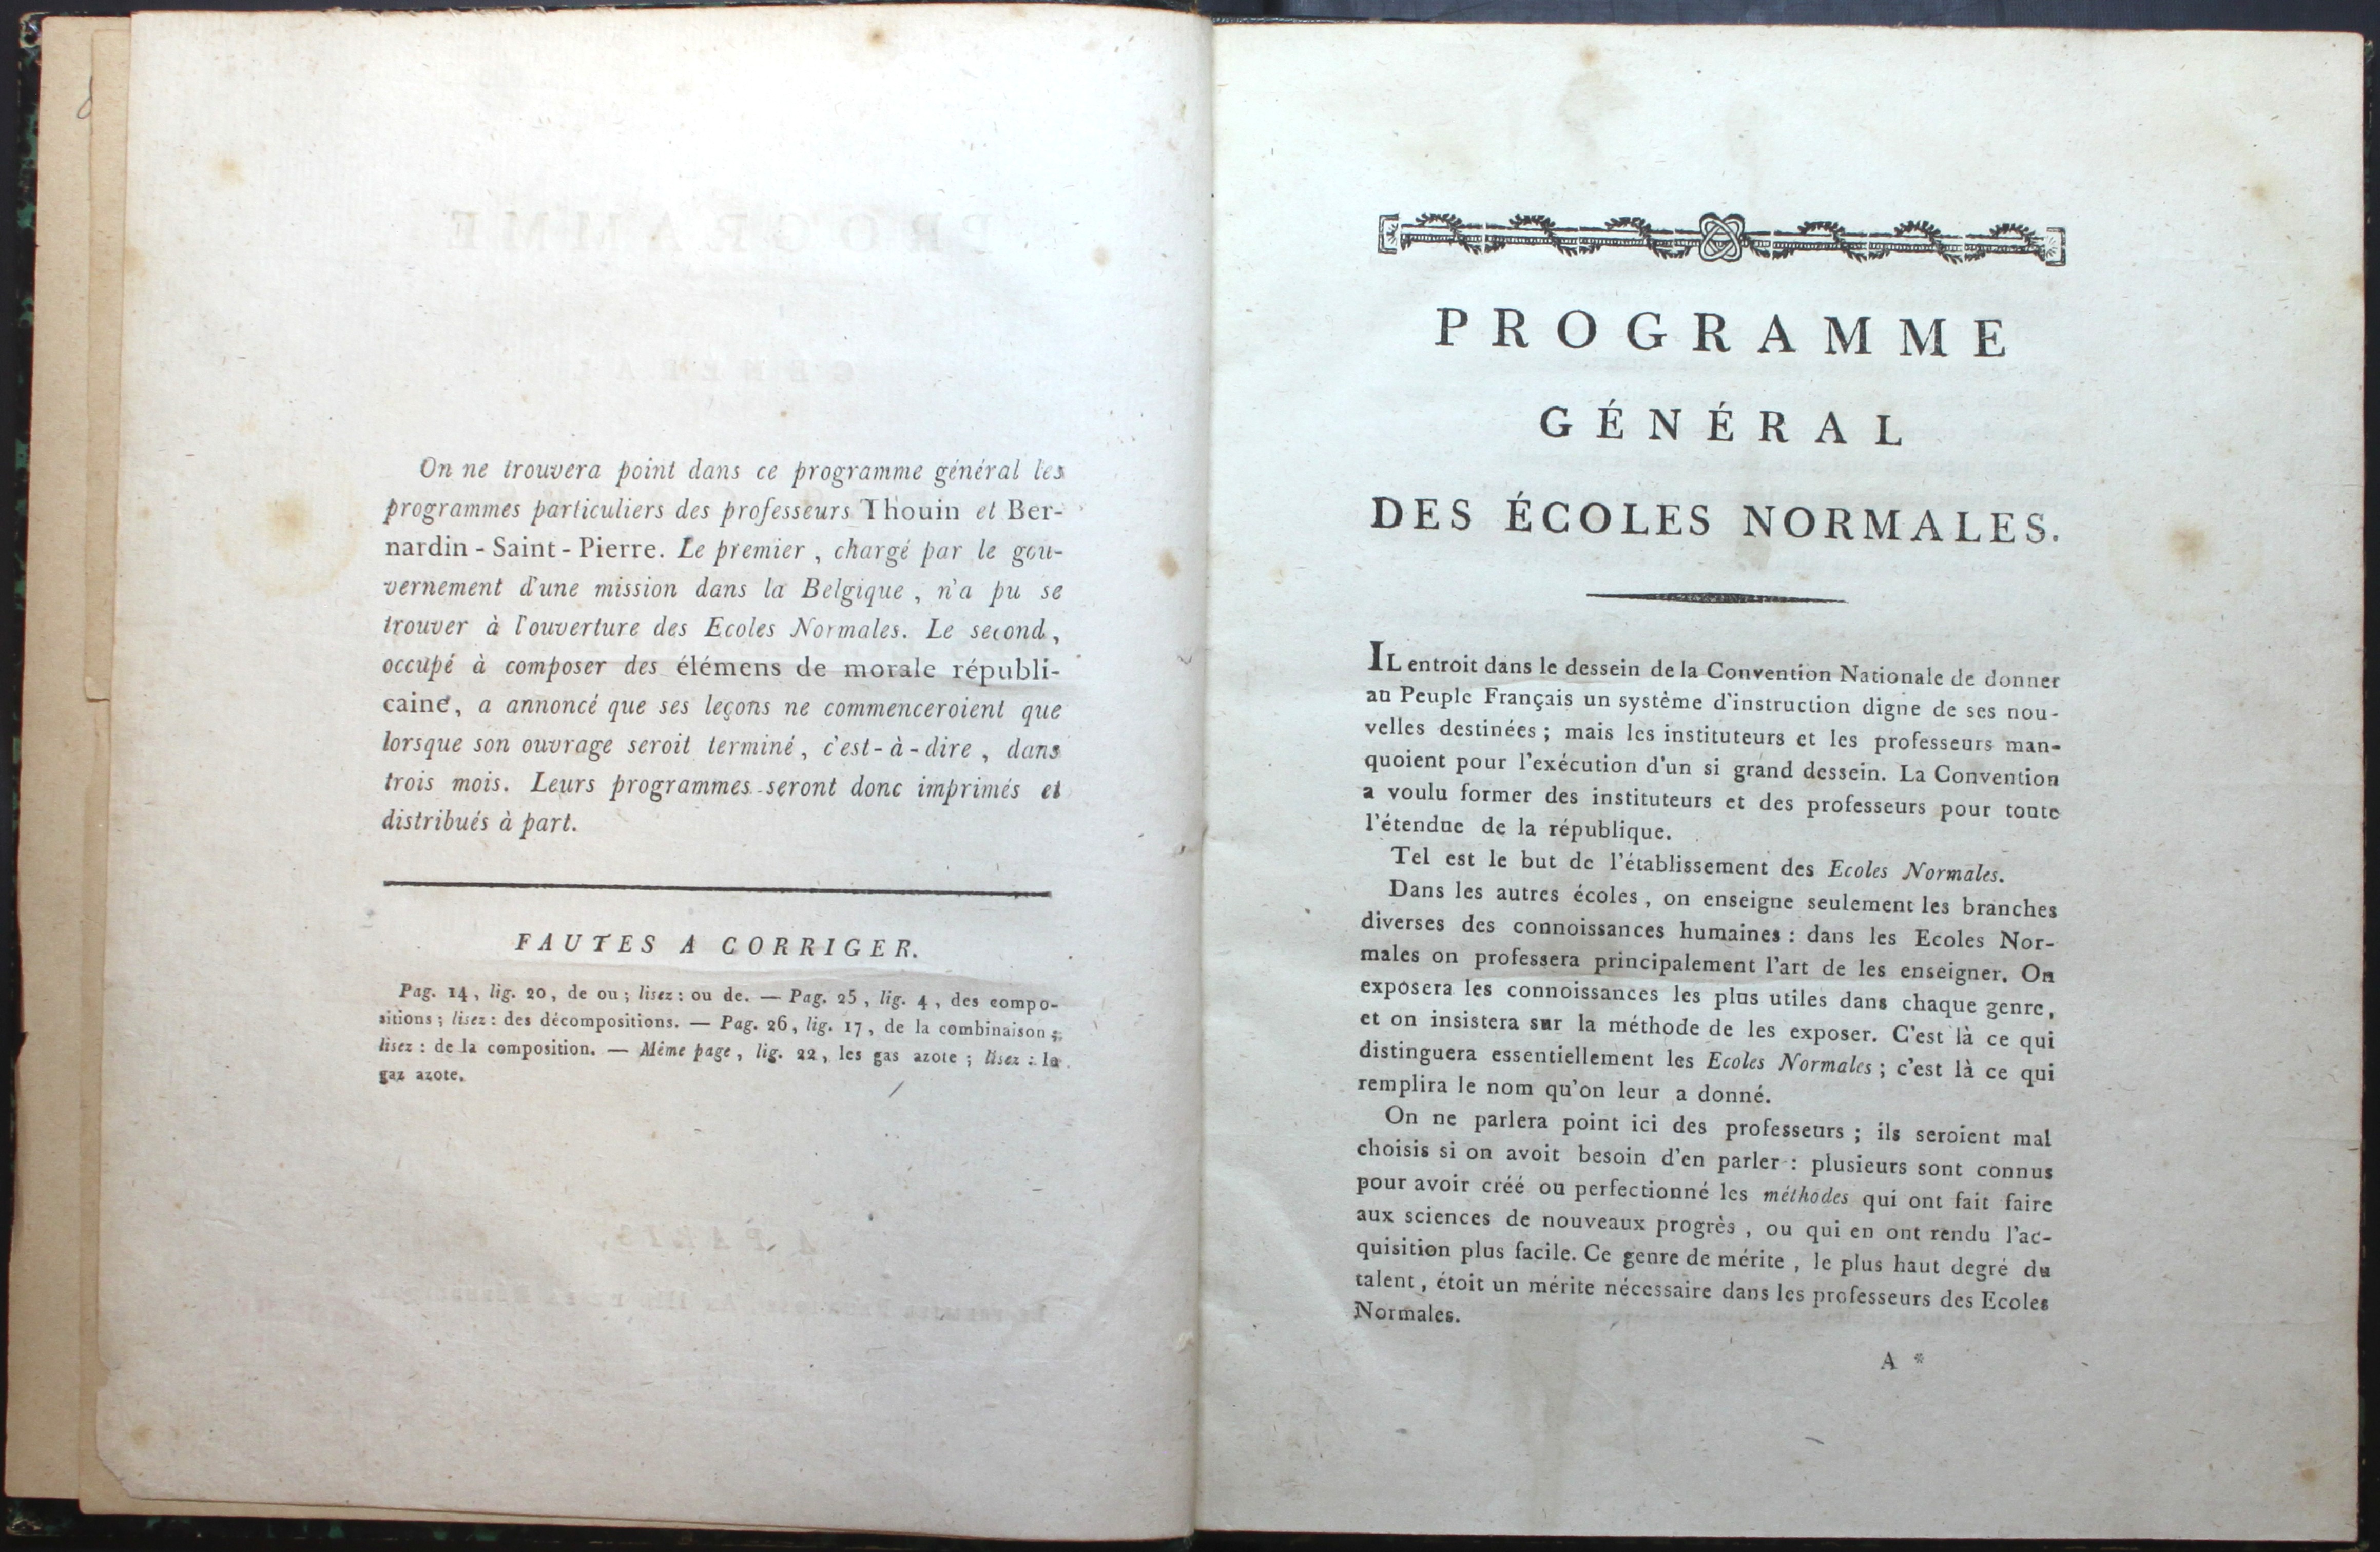 On ne trouvera point dans ce programme général les
programmes particuliers des professeurs Thouin et Ber-
nardin-Saint-Pierre. Le premier, chargé par le gou-
vernement d'une mission dans la Belgique, n'a pu se
trouver à l'ouverture des Ecoles Normales. Le second,
occupé à composer des élémens de morale républi-
caine, a annoncé que ses leçons ne commenceroient que
lorsque son ouvrage seroit terminé, c'est-à-dire, dans
trois mois. Leurs programmes seront donc imprimés et
distribués à part.
FAUTES A CORRIGER.
Pag. 14, lig. 20, de ou; lisez: ou de. — Pag. 25, lig. 4, des compo-
sitions; lisez: des décompositions. — Pag. 26, lig. 17, de la combinaison;
lisez: de la composition. — Même page, lig. 22, les gas azote; lisez: le
gaz azote.
PROGRAMME
GÉNÉRAL
DES ÉCOLES NORMALES.
IL entroit dans le dessein de la Convention Nationale de donner
au Peuple Français un système d'instruction digne de ses nou-
velles destinées; mais les instituteurs et les professeurs man-
quoient pour l'exécution d'un si grand dessein. La Convention
a voulu former des instituteurs et des professeurs pour toute
l'étendue de la république.
Tel est le but de l'établissement des Ecoles Normales.
Dans les autres écoles, on enseigne seulement les branches
diverses des connoissances humaines: dans les Ecoles Nor-
males on professera principalement l'art de les enseigner. On
exposera les connoissances les plus utiles dans chaque genre,
et on insistera sur la méthode de les exposer. C'est là ce qui
distinguera essentiellement les Ecoles Normales; c'est là ce qui
remplira le nom qu'on leur a donné.
On ne parlera point ici des professeurs; ils seroient mal
choisis si on avoit besoin d'en parler: plusieurs sont connus
pour avoir créé ou perfectionné les méthodes qui ont fait faire
aux sciences de nouveaux progrès, ou qui en ont rendu l'ac-
quisition plus facile. Ce genre de mérite, le plus haut degré du
talent, étoit un mérite nécessaire dans les professeurs des Ecoles
Normales.
A *